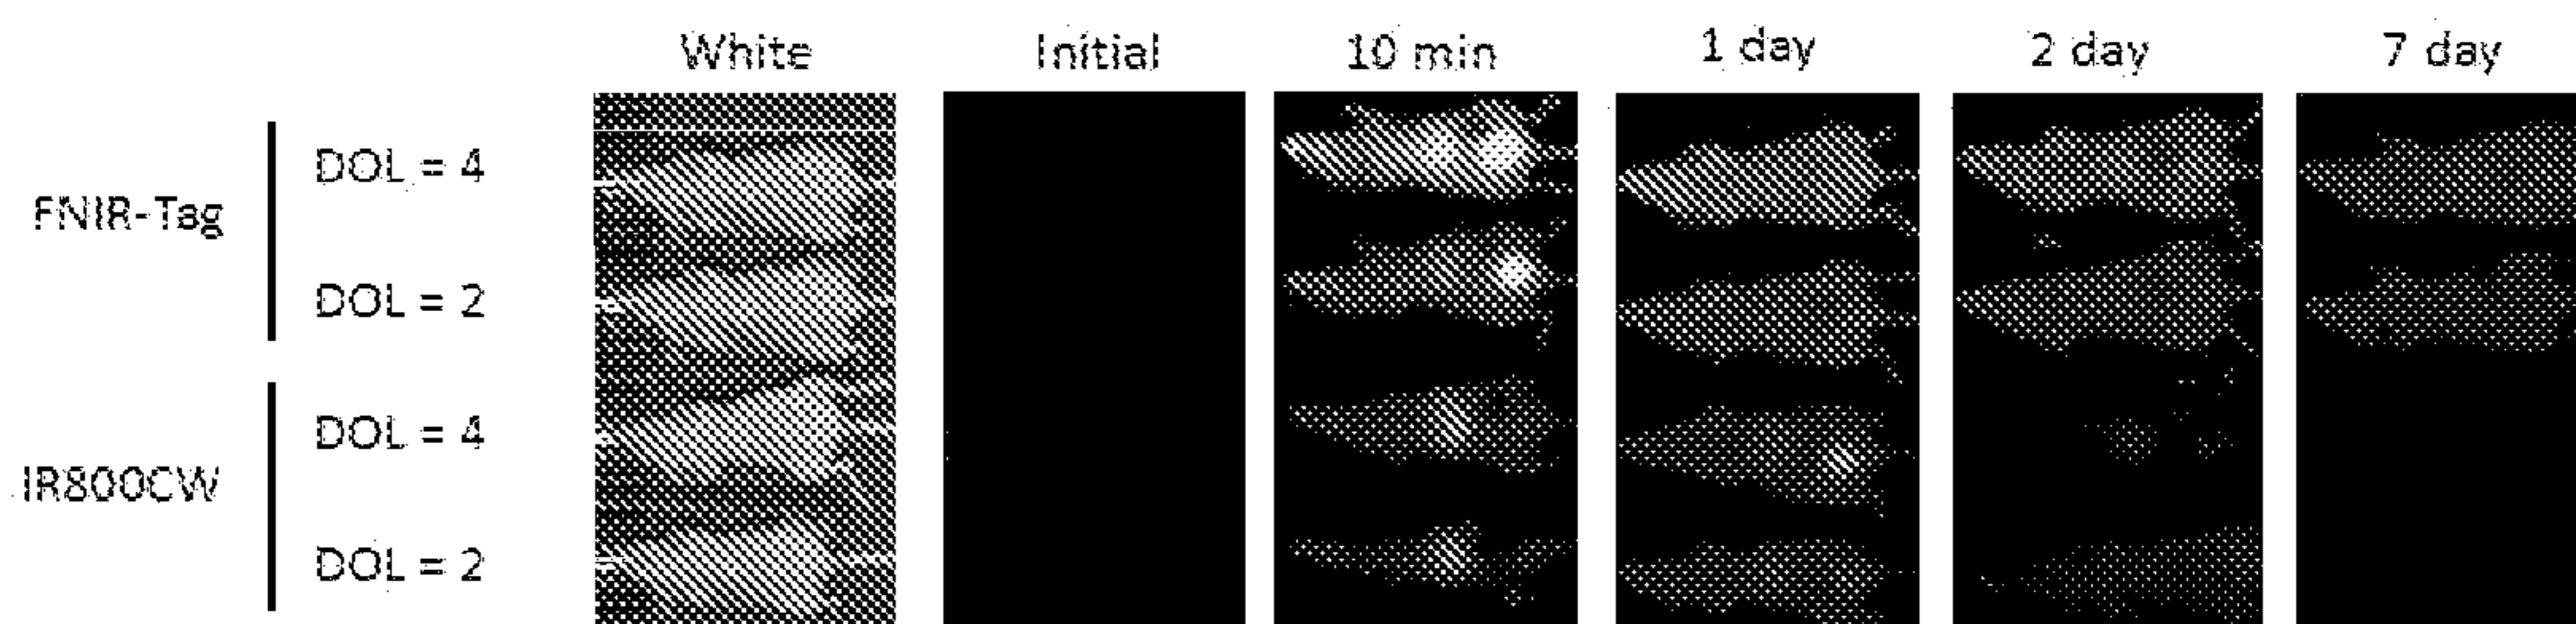 White Initial 10 min 1 day 2 day 7 day
FNIR-Tag
DOL = 4
DOL = 2
IR800CW
DOL = 4
DOL = 2